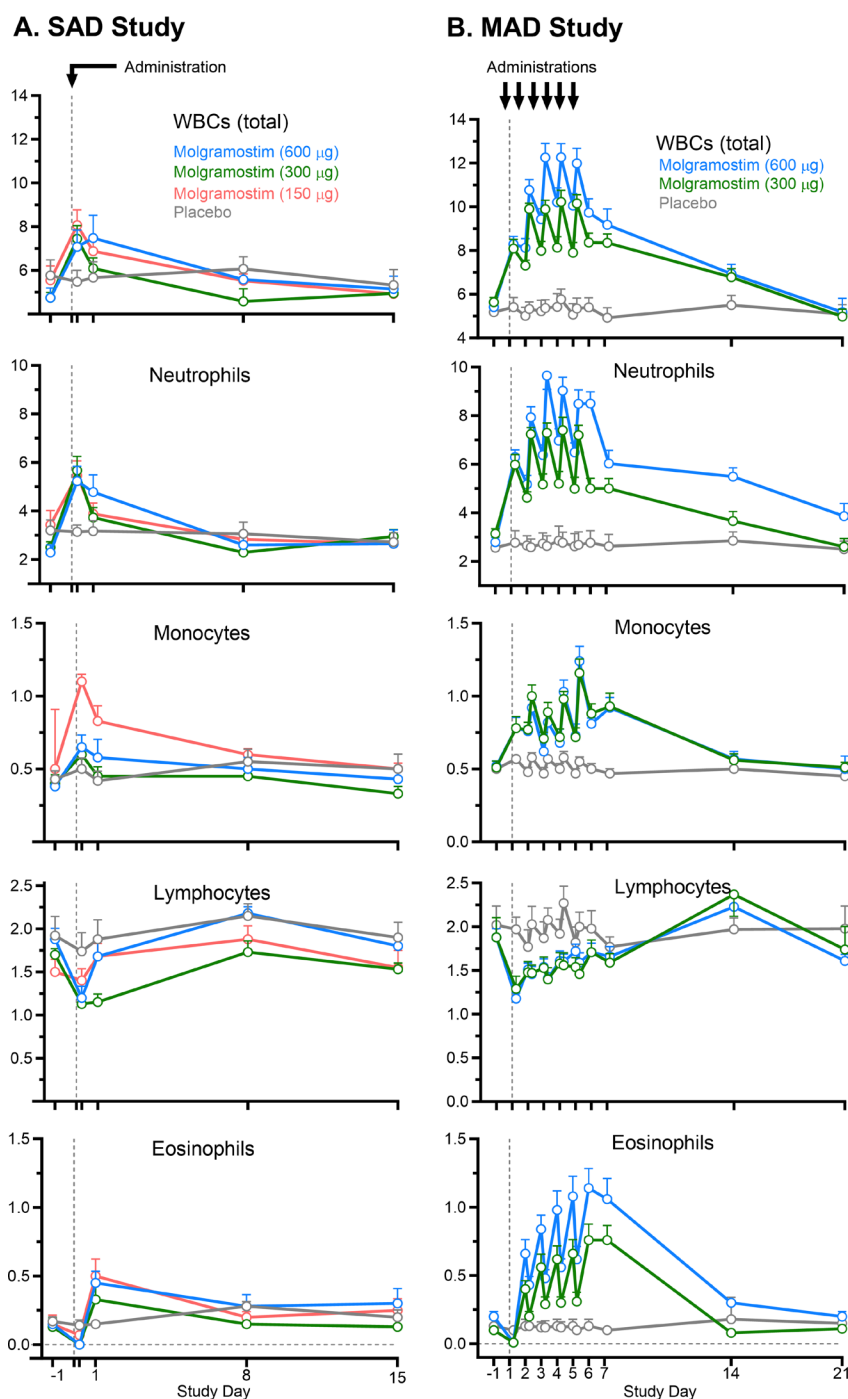 A. SAD Study
Administration
14
12
10
8
6
WBCs (total)
Molgramostim (600 µg)
Molgramostim (300 µg)
Molgramostim (150 µg)
Placebo
10
8
6
4
2
Neutrophils
1.5
1.0
0.5
0.0
Monocytes
2.5
2.0
1.5
1.0
0.5
Lymphocytes
1.5
1.0
0.5
0.0
Eosinophils
-1 1 8 15
Study Day
B. MAD Study
Administrations
14
12
10
8
6
4
WBCs (total)
Molgramostim (600 µg)
Molgramostim (300 µg)
Placebo
10
8
6
4
2
Neutrophils
1.5
1.0
0.5
0.0
Monocytes
2.5
2.0
1.5
1.0
0.5
0.0
Lymphocytes
1.5
1.0
0.5
0.0
Eosinophils
-1 1 2 3 4 5 6 7 14 21
Study Day